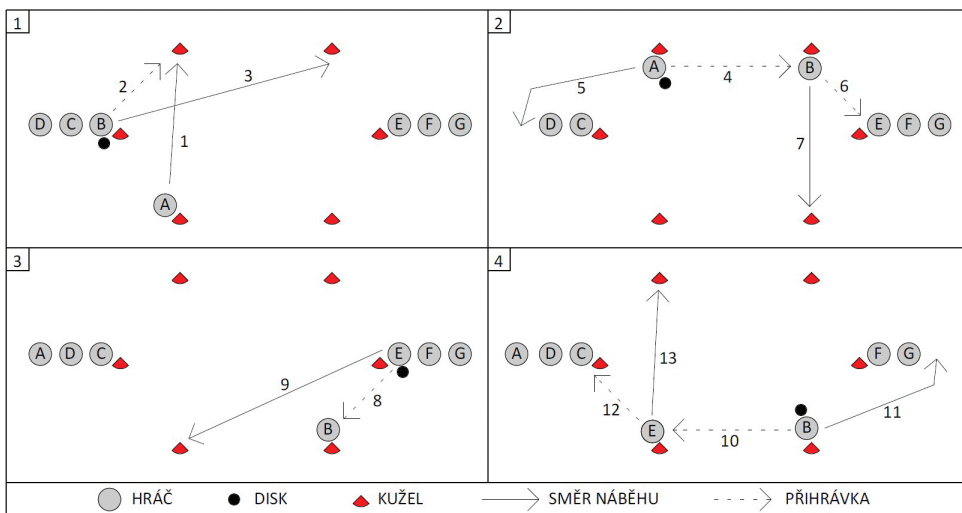 1
2
3
D C B
E F G
1
A
2
A
4
B
5
6
D C
E F G
7
3
A D C
E F G
9
8
B
4
A D C
13
F G
12
11
E
10
B
HRÁČ DISK KUŽEL SMĚR NÁBĚHU PŘIHRÁVKA